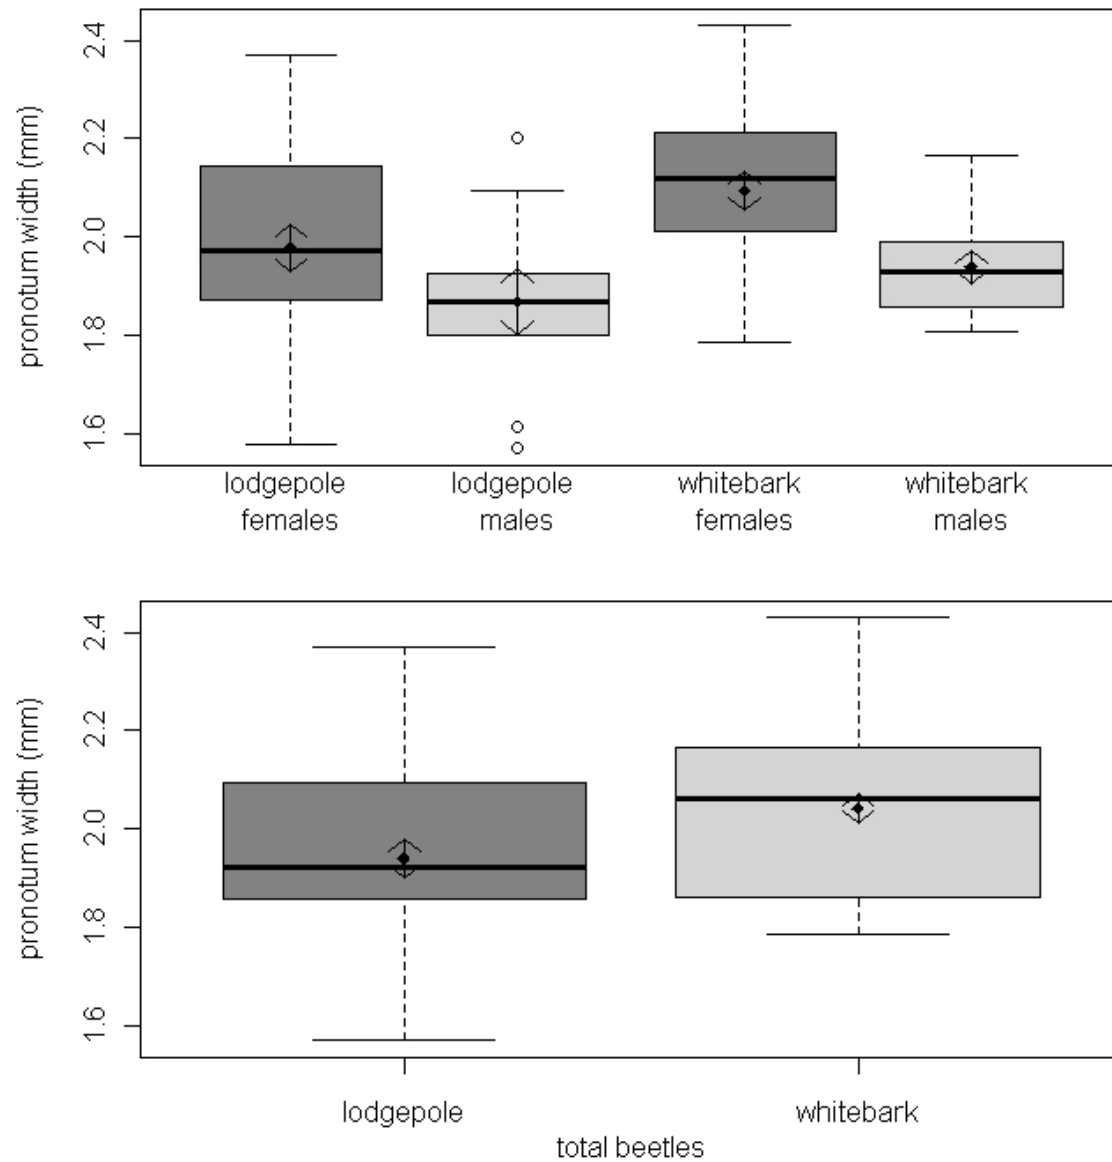 pronotum width (mm)
2.4
2.2
2.0
1.8
1.6
lodgepole females
lodgepole males
whitebark females
whitebark males
pronotum width (mm)
2.4
2.2
2.0
1.8
1.6
lodgepole
whitebark
total beetles